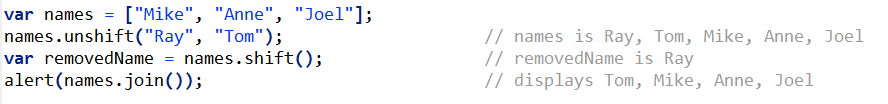 var names = ["Mike", "Anne", "Joel"];
names.unshift("Ray", "Tom"); // names is Ray, Tom, Mike, Anne, Joel
var removedName = names.shift(); // removedName is Ray
alert(names.join()); // displays Tom, Mike, Anne, Joel